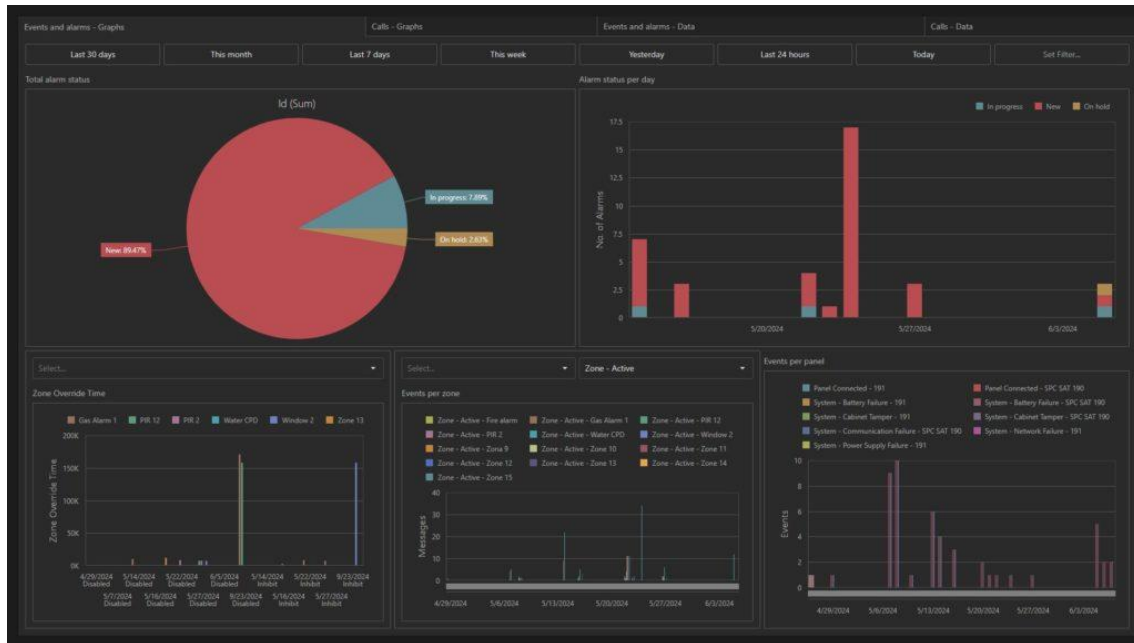 Events and alarms - Graphs
Calls - Graphs
Events and alarms - Data
Calls - Data
Last 30 days
This month
Last 7 days
This week
Yesterday
Last 24 hours
Today
Set Filter...
Total alarm status
Id (Sum)
In progress: 7.89%
On hold: 2.63%
New: 89.47%
Alarm status per day
In progress
New
On hold
No. of Alarms
17.5
15
12.5
10
7.5
5
2.5
0
5/20/2024
5/27/2024
6/3/2024
Select...
Zone Override Time
Gas Alarm 1
PIR 12
PIR 2
Water CPD
Window 2
Zone 13
Zone Override Time
200K
150K
100K
50K
0K
4/29/2024 Disabled
5/7/2024 Disabled
5/14/2024 Disabled
5/16/2024 Disabled
5/22/2024 Disabled
5/27/2024 Disabled
6/5/2024 Disabled
9/23/2024 Disabled
5/14/2024 Inhibit
5/16/2024 Inhibit
5/22/2024 Inhibit
5/27/2024 Inhibit
9/23/2024 Inhibit
Select...
Zone - Active
Events per zone
Zone - Active - Fire alarm
Zone - Active - Gas Alarm 1
Zone - Active - PIR 12
Zone - Active - PIR 2
Zone - Active - Water CPD
Zone - Active - Window 2
Zone - Active - Zona 9
Zone - Active - Zone 10
Zone - Active - Zone 11
Zone - Active - Zone 12
Zone - Active - Zone 13
Zone - Active - Zone 14
Zone - Active - Zone 15
Messages
40
30
20
10
0
4/29/2024
5/6/2024
5/13/2024
5/20/2024
5/27/2024
6/3/2024
Events per panel
Panel Connected - 191
Panel Connected - SPC SAT 190
System - Battery Failure - 191
System - Battery Failure - SPC SAT 190
System - Cabinet Tamper - 191
System - Cabinet Tamper - SPC SAT 190
System - Communication Failure - SPC SAT 190
System - Network Failure - 191
System - Power Supply Failure - 191
Events
10
8
6
4
2
0
4/29/2024
5/6/2024
5/13/2024
5/20/2024
5/27/2024
6/3/2024